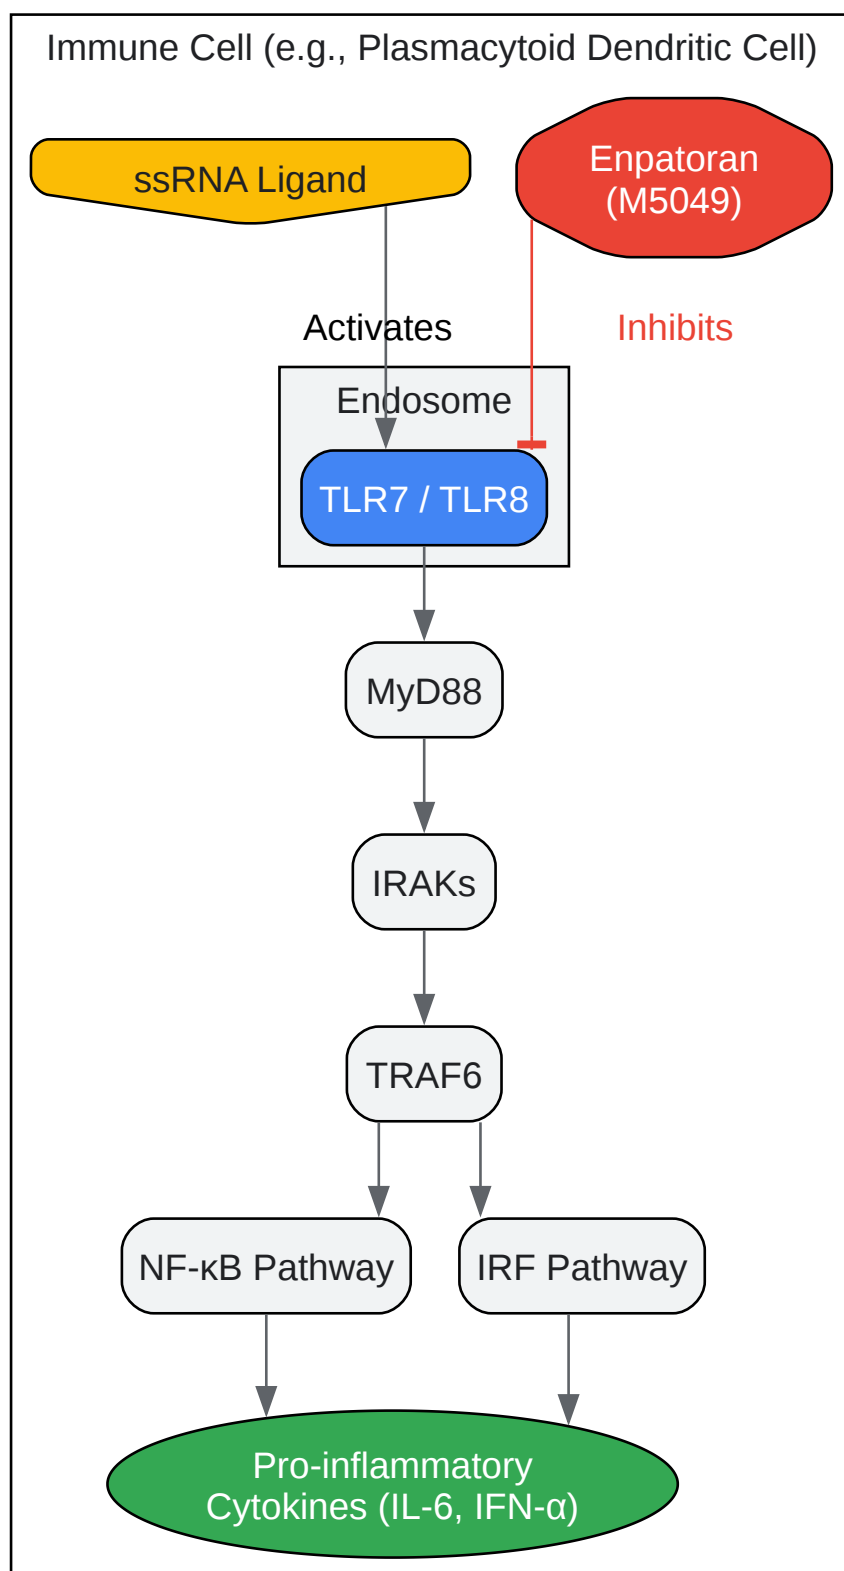 Immune Cell (e.g., Plasmacytoid Dendritic Cell)
ssRNA Ligand
Enpatoran
(M5049)
Activates
Inhibits
Endosome
TLR7 / TLR8
MyD88
IRAKs
TRAF6
NF-κB Pathway
IRF Pathway
Pro-inflammatory
Cytokines (IL-6, IFN-α)